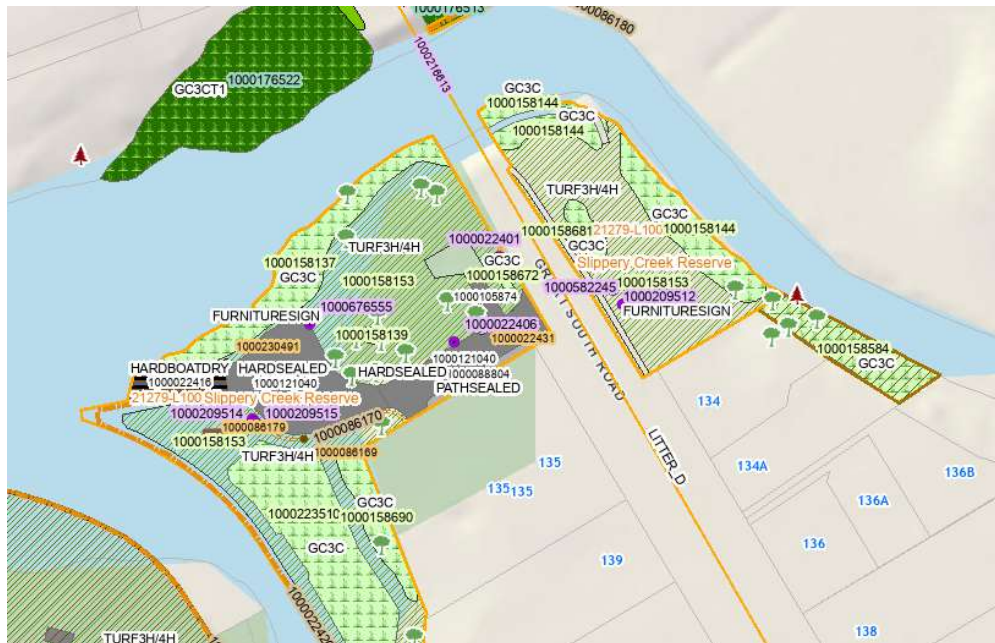 1000176513
1000086180
1000216613
GC3CT1
1000176522
GC3C
1000158144
GC3C
1000158144
TURF3H/4H
GC3C
1000158144
21279-L100
GC3C
Slippery Creek Reserve
1000158153
1000582245
1000209512
FURNITURESIGN
1000022401
TURF3H/4H
1000158137
GC3C
1000158153
GC3C
1000158672
1000105874
1000676555
FURNITURESIGN
1000022406
1000022431
1000158139
1000230491
1000121040
HARDBOATDRY
HARDSEALED
HARDSEALED
1000022416
1000121040
1000088804
PATHSEALED
21279-L100
Slippery Creek Reserve
1000209514
1000209515
1000086179
1000086170
1000158153
1000086169
TURF3H/4H
GC3C
1000158690
GC3C
GREAT SOUTH ROAD
LITTER_D
1000158584
GC3C
134
134A
135
135
135
136A
136B
136
139
138
TURF3H/4H